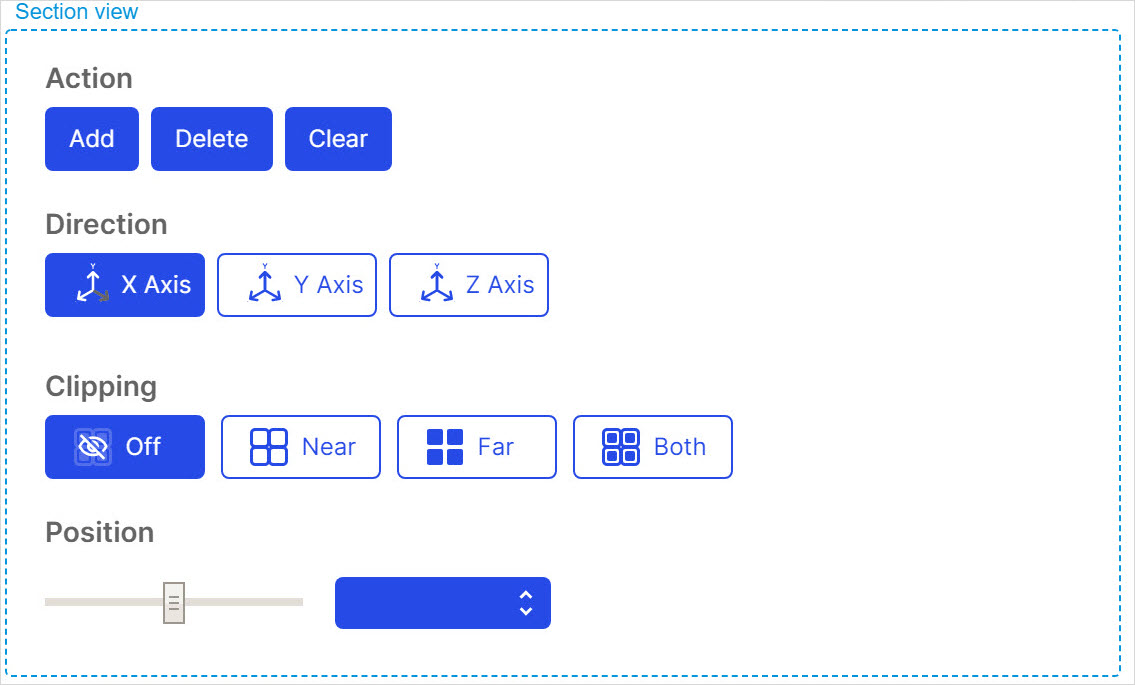 Section view
Action
Add Delete Clear
Direction
Y X Axis Y Y Axis Y Z Axis
Clipping
Off Near Far Both
Position